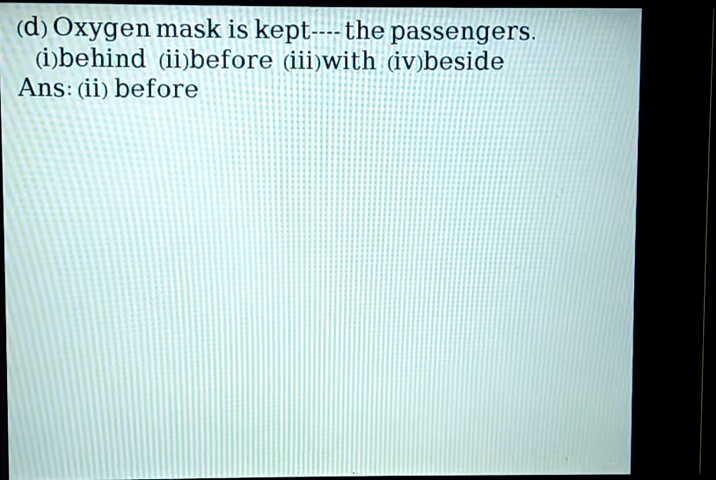 (d) Oxygen mask is kept---- the passengers.
(i)behind (ii)before (iii)with (iv)beside
Ans: (ii) before